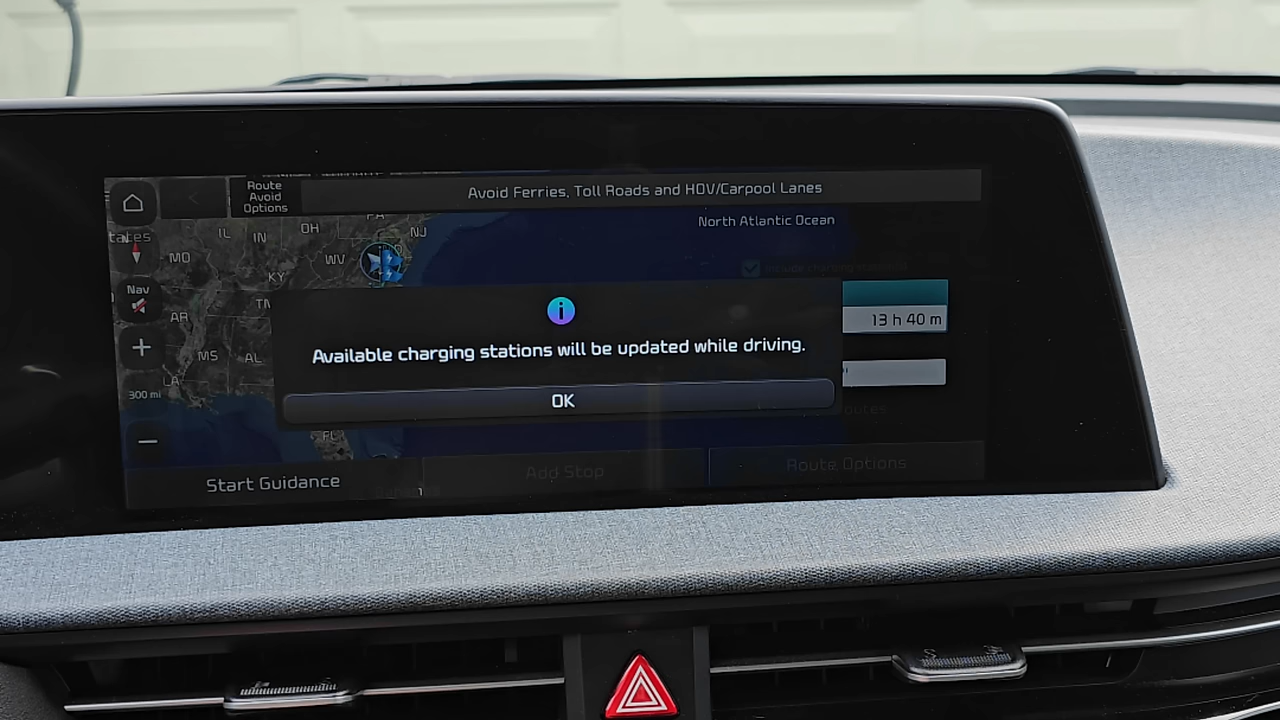 Route
Avoid
Options
Avoid Ferries, Toll Roads and HOV/Carpool Lanes
North Atlantic Ocean
tates
IL
IN
OH
PA
NJ
MO
WV
KY
Nav
TN
AR
MS
AL
LA
300 mi
FL
13 h 40 m
Available charging stations will be updated while driving.
OK
Start Guidance
Add Stop
Route Options